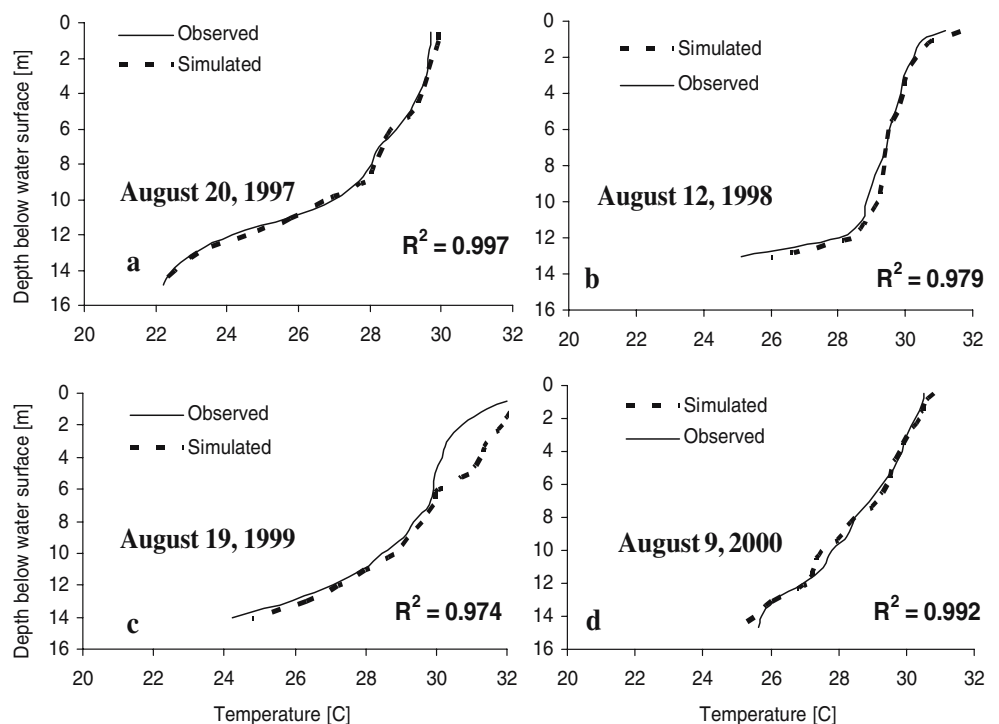 Depth below water surface [m]
0
2
4
6
8
10
12
14
16
Observed
Simulated
August 20, 1997
a
R² = 0.997
20 22 24 26 28 30 32
0
2
4
6
8
10
12
14
16
Simulated
Observed
August 12, 1998
b
R² = 0.979
20 22 24 26 28 30 32
Depth below water surface [m]
0
2
4
6
8
10
12
14
16
Observed
Simulated
August 19, 1999
c
R² = 0.974
20 22 24 26 28 30 32
Temperature [C]
0
2
4
6
8
10
12
14
16
Simulated
Observed
August 9, 2000
d
R² = 0.992
20 22 24 26 28 30 32
Temperature [C]